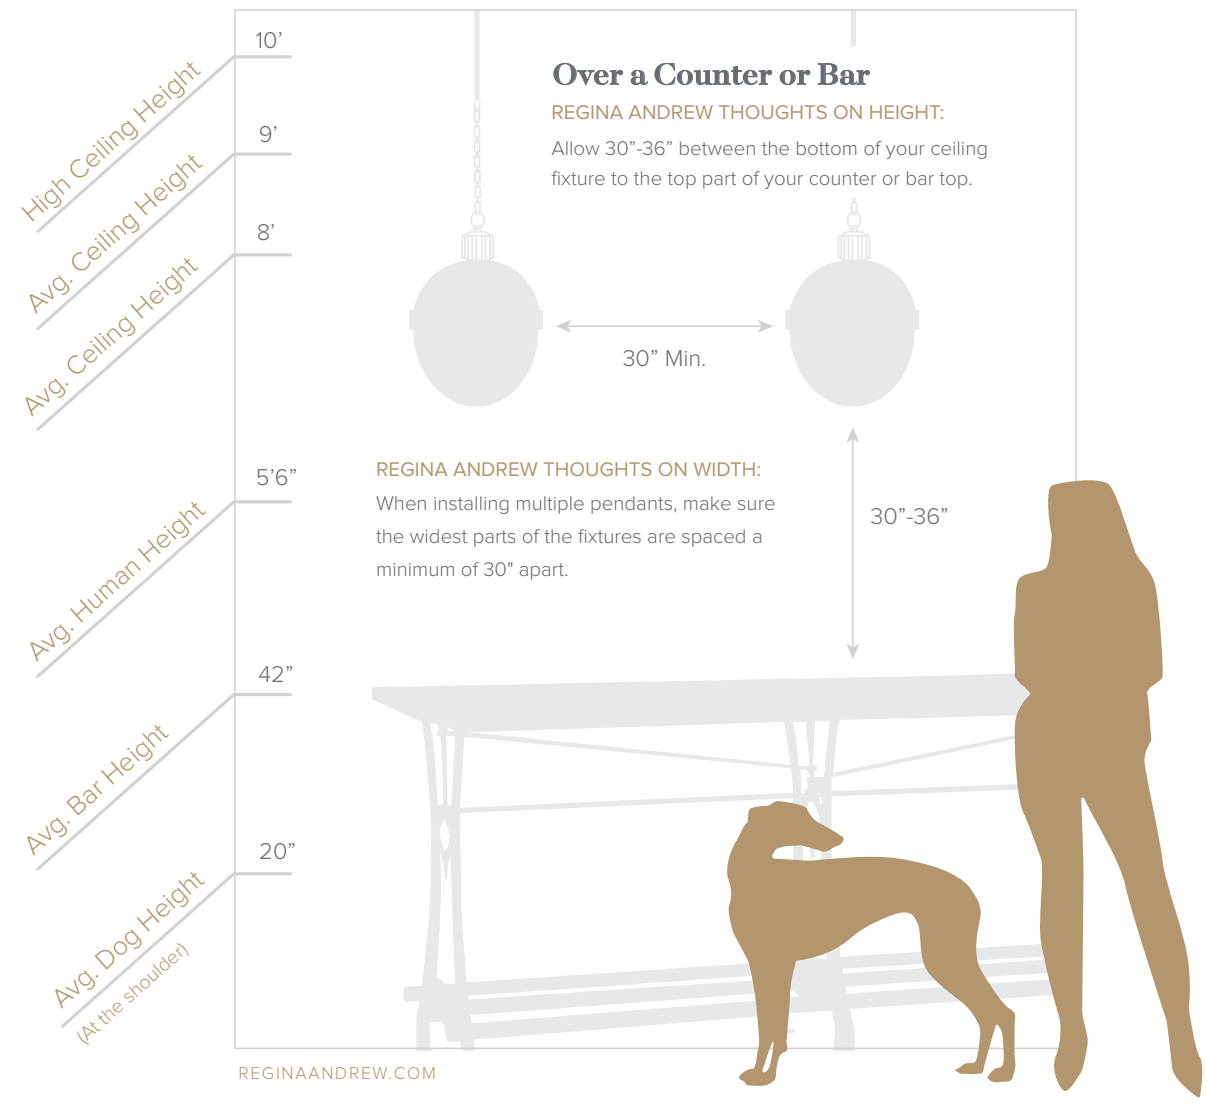 10’
High Ceiling Height
9’
Avg. Ceiling Height
8’
Avg. Ceiling Height
Over a Counter or Bar
REGINA ANDREW THOUGHTS ON HEIGHT:
Allow 30”-36” between the bottom of your ceiling
fixture to the top part of your counter or bar top.
30” Min.
REGINA ANDREW THOUGHTS ON WIDTH:
When installing multiple pendants, make sure
the widest parts of the fixtures are spaced a
minimum of 30" apart.
30”-36”
5’6”
Avg. Human Height
42”
Avg. Bar Height
20”
Avg. Dog Height
(At the shoulder)
REGINAANDREW.COM